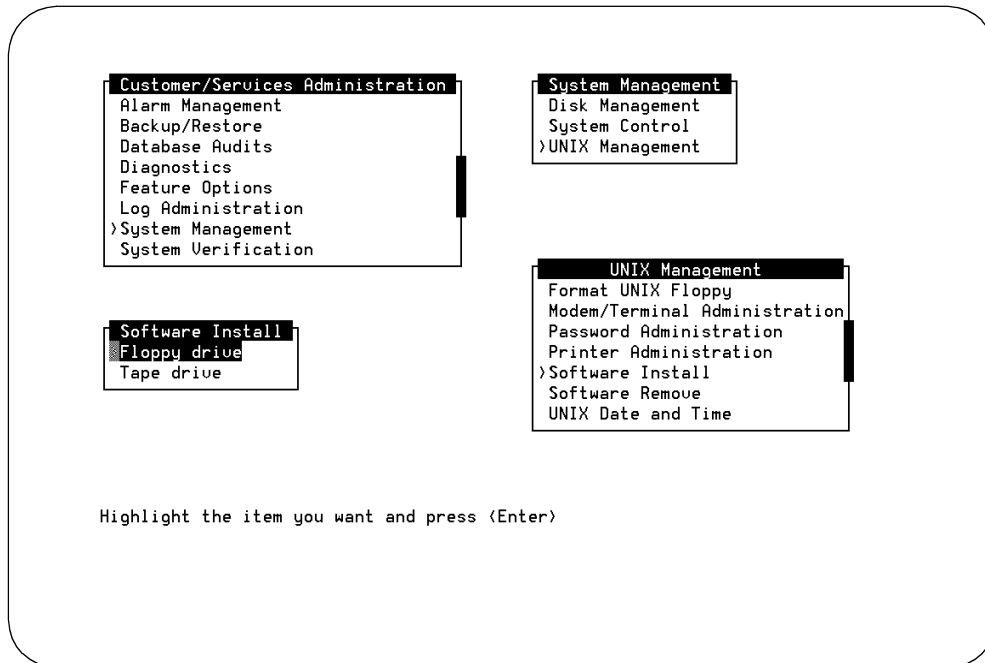 Customer/Services Administration
Alarm Management
Backup/Restore
Database Audits
Diagnostics
Feature Options
Log Administration
>System Management
System Verification
System Management
Disk Management
System Control
>UNIX Management
UNIX Management
Format UNIX Floppy
Modem/Terminal Administration
Password Administration
Printer Administration
>Software Install
Software Remove
UNIX Date and Time
Software Install
Floppy drive
Tape drive
Highlight the item you want and press <Enter>